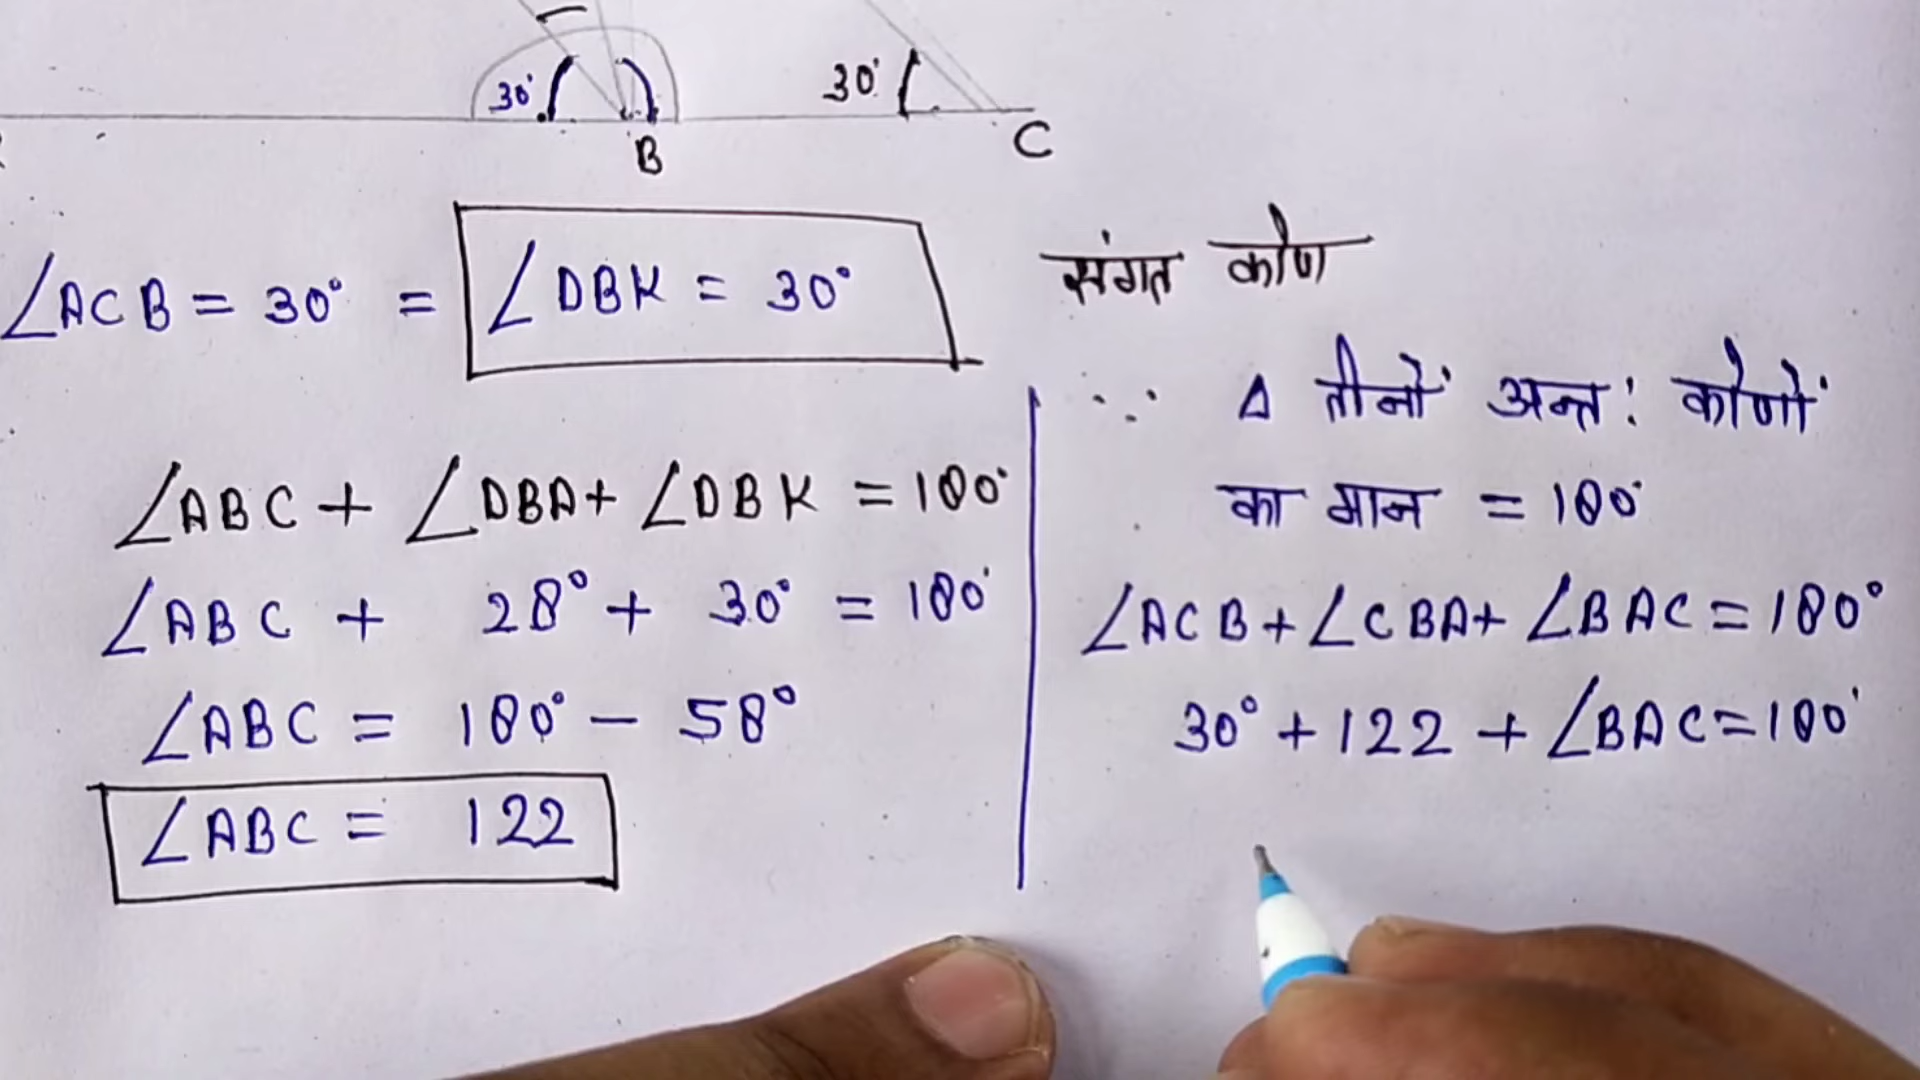 30° 30°
B C
∠ACB = 30° = ∠DBK = 30° संगत कोण
∠ABC + ∠DBA + ∠DBK = 180°
∠ABC + 28° + 30° = 180°
∠ABC = 180° - 58°
∠ABC = 122
∵ Δ तीनों अन्त: कोणों
का मान = 180°
∠ACB + ∠CBA + ∠BAC = 180°
30° + 122 + ∠BAC = 180°